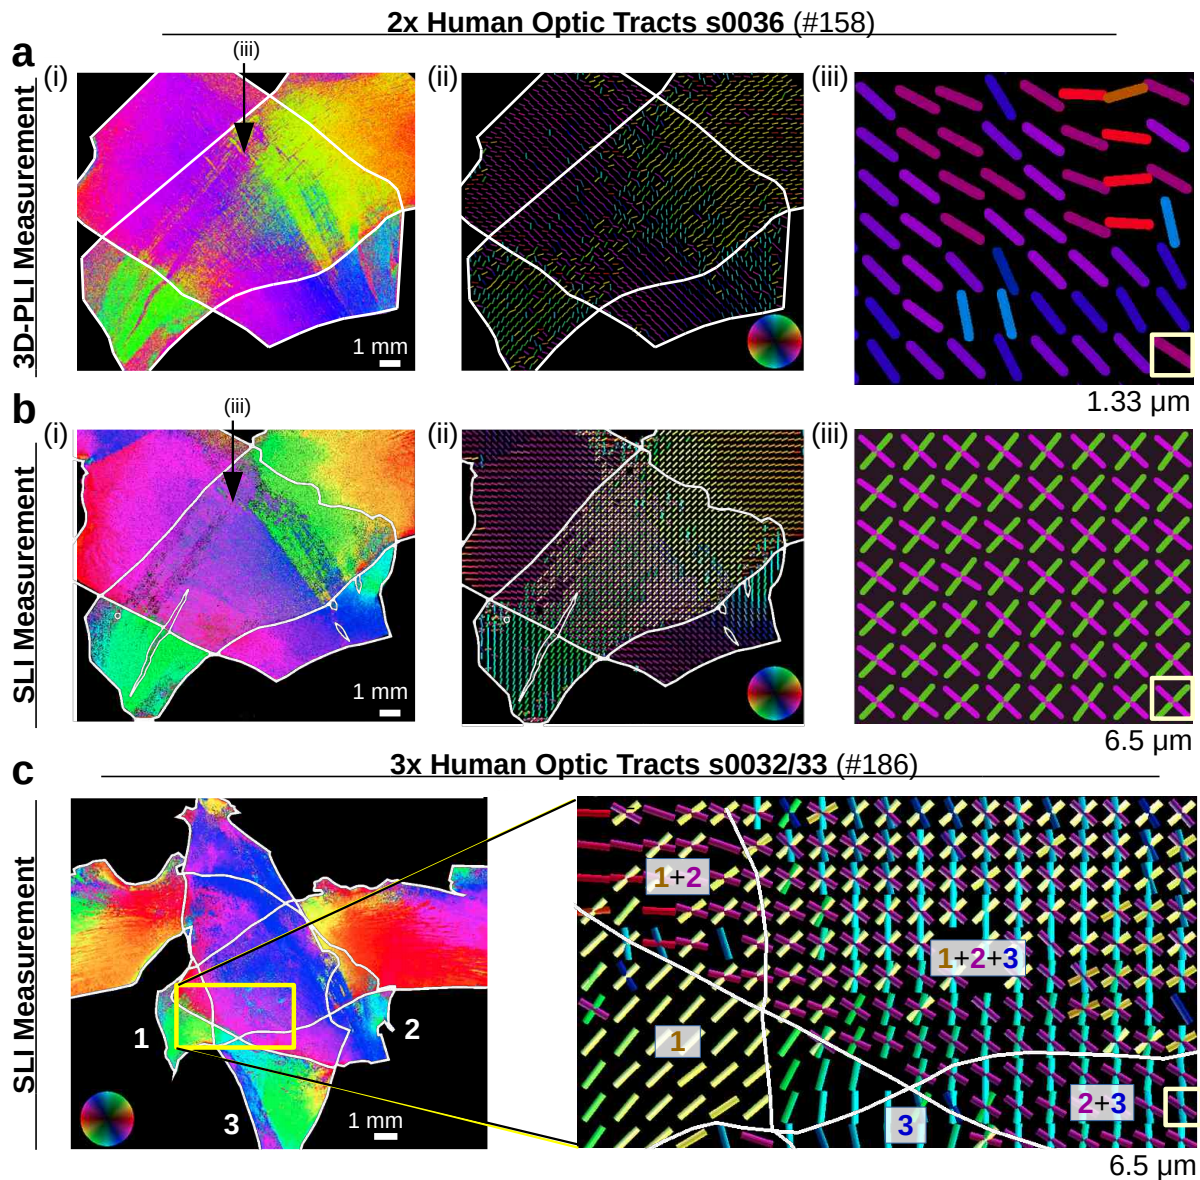 2x Human Optic Tracts s0036 (#158)
a
(iii)
(i)
(ii)
(iii)
3D-PLI Measurement
1 mm
1.33 µm
b
(iii)
(i)
(ii)
(iii)
SLI Measurement
1 mm
6.5 µm
c
3x Human Optic Tracts s0032/33 (#186)
SLI Measurement
1
2
3
1 mm
1+2
1+2+3
1
2+3
3
6.5 µm